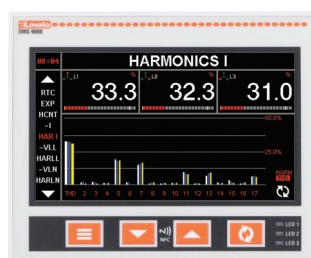 Lovato
DMG 9000
08:04
HARMONICS I
L1 % L2 % L3 %
33.3 32.3 31.0
RTC
EXP
HCNT
~I
HAR I
~VLL
HARLL
~VLN
HARLN
50.0%
25.0%
HARM
THD
THD 2 3 4 5 6 7 8 9 10 11 12 13 14 15 16 17
NFC
LED 1
LED 2
LED 3